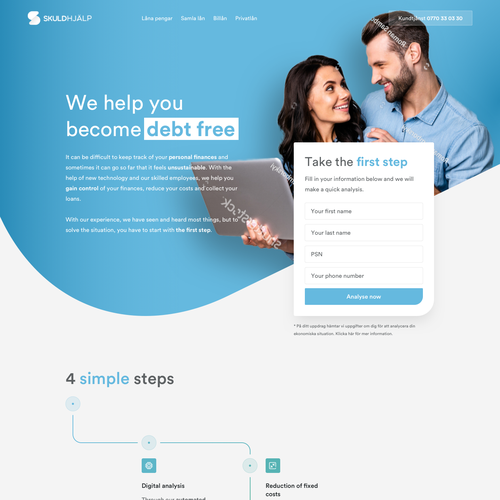 SKULDHJÄLP
Låna pengar Samla lån Billån Privatlån
Kundtjänst 0770 33 03 30
We help you
become debt free
It can be difficult to keep track of your personal finances and
sometimes it can go so far that it feels unsustainable. With the
help of new technology and our skilled employees, we help you
gain control of your finances, reduce your costs and collect your
loans.
With our experience, we have seen and heard most things, but to
solve the situation, you have to start with the first step.
Take the first step
Fill in your information below and we will
make a quick analysis.
Your first name
Your last name
PSN
Your phone number
Analyse now
* På ditt uppdrag hämtar vi uppgifter om dig för att analysera din
ekonomiska situation. Klicka här för mer information.
4 simple steps
Digital analysis
Through our automated
Reduction of fixed
costs